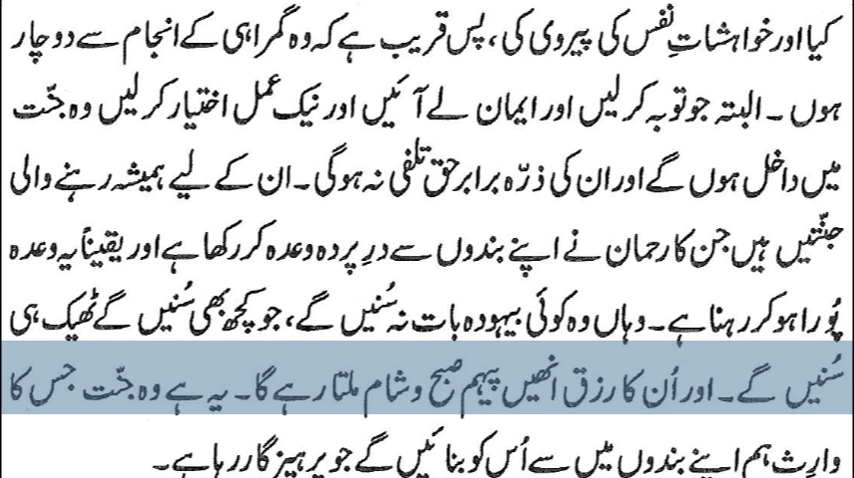 کیا اور خواہشاتِ نفس کی پیروی کی، پس قریب ہے کہ وہ گمراہی کے انجام سے دوچار
ہوں۔ البتہ جو توبہ کر لیں اور ایمان لے آئیں اور نیک عمل اختیار کر لیں وہ جنّت
میں داخل ہوں گے اور ان کی ذرّہ برابر حق تلفی نہ ہوگی۔ ان کے لیے ہمیشہ رہنے والی
جنّتیں ہیں جن کا رحمان نے اپنے بندوں سے درِ پردہ وعدہ کر رکھا ہے اور یقیناً یہ وعدہ
پُورا ہو کر رہنا ہے۔ وہاں وہ کوئی بیہودہ بات نہ سُنیں گے، جو کچھ بھی سُنیں گے ٹھیک ہی
سُنیں گے۔ اور اُن کا رزق انھیں پیہم صبح و شام ملتا رہے گا۔ یہ ہے وہ جنّت جس کا
وارث ہم اپنے بندوں میں سے اُس کو بنائیں گے جو پرہیزگار رہا ہے۔